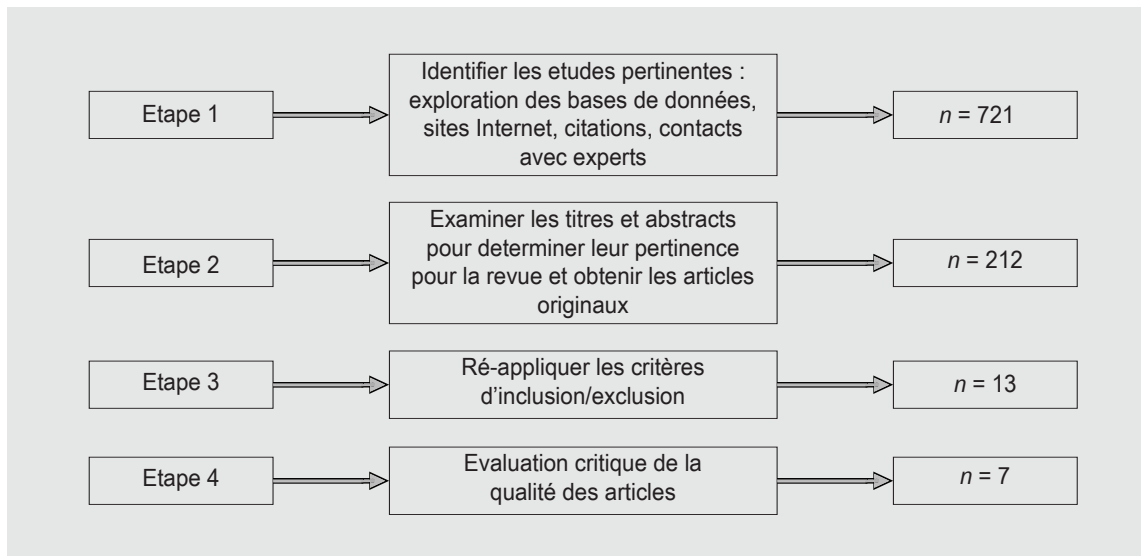 Etape 1
Identifier les etudes pertinentes :
exploration des bases de données,
sites Internet, citations, contacts
avec experts
n = 721
Etape 2
Examiner les titres et abstracts
pour determiner leur pertinence
pour la revue et obtenir les articles
originaux
n = 212
Etape 3
Ré-appliquer les critères
d’inclusion/exclusion
n = 13
Etape 4
Evaluation critique de la
qualité des articles
n = 7